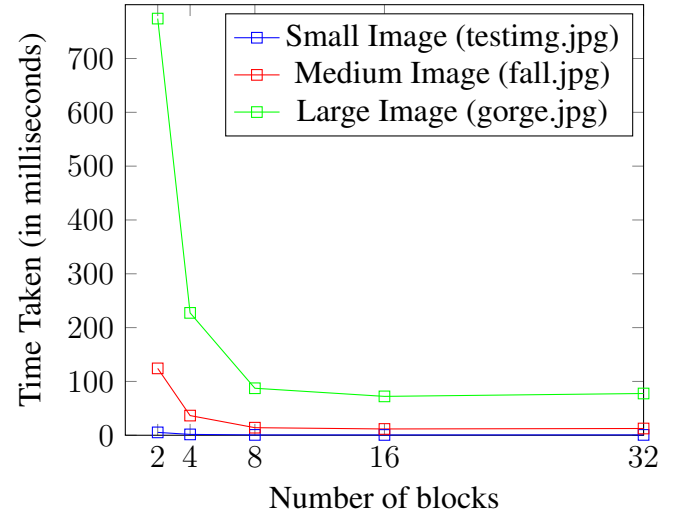 Small Image (testimg.jpg)
Medium Image (fall.jpg)
Large Image (gorge.jpg)
Time Taken (in milliseconds)
700
600
500
400
300
200
100
0
2 4 8 16 32
Number of blocks